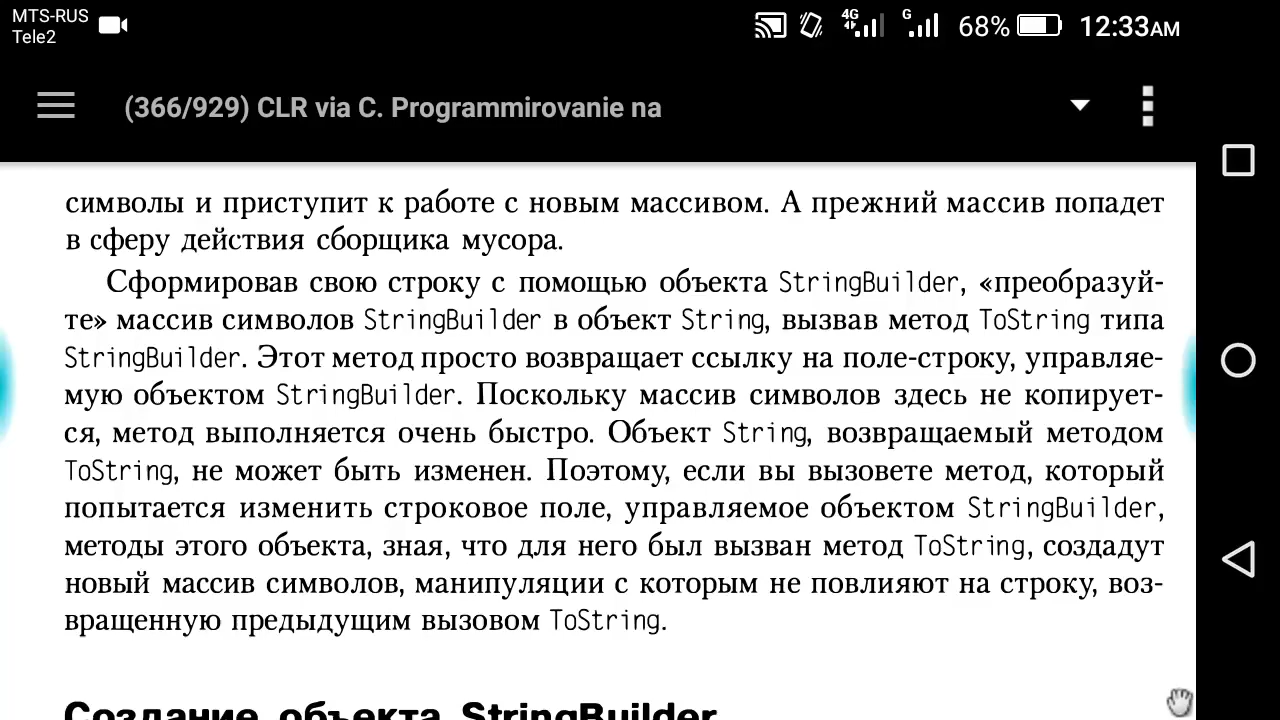 MTS-RUS
Tele2
4G
G
68%
12:33AM
(366/929) CLR via C. Programmirovanie na
символы и приступит к работе с новым массивом. А прежний массив попадет
в сферу действия сборщика мусора.
Сформировав свою строку с помощью объекта StringBuilder, «преобразуй-
те» массив символов StringBuilder в объект String, вызвав метод ToString типа
StringBuilder. Этот метод просто возвращает ссылку на поле-строку, управляе-
мую объектом StringBuilder. Поскольку массив символов здесь не копирует-
ся, метод выполняется очень быстро. Объект String, возвращаемый методом
ToString, не может быть изменен. Поэтому, если вы вызовете метод, который
попытается изменить строковое поле, управляемое объектом StringBuilder,
методы этого объекта, зная, что для него был вызван метод ToString, создадут
новый массив символов, манипуляции с которым не повлияют на строку, воз-
вращенную предыдущим вызовом ToString.
Создание объекта StringBuilder